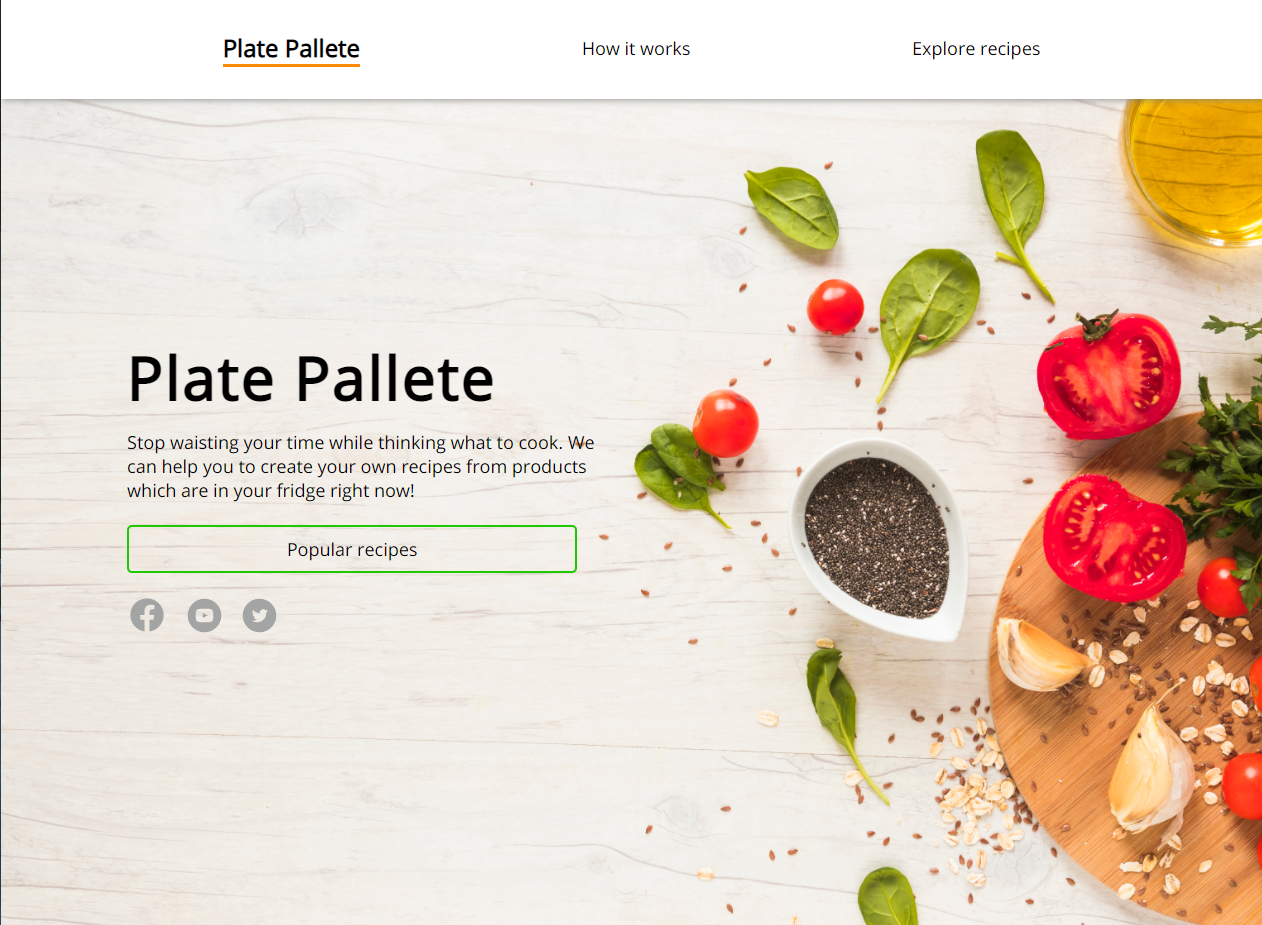 Plate Pallete
How it works
Explore recipes
Plate Pallete
Stop waisting your time while thinking what to cook. We
can help you to create your own recipes from products
which are in your fridge right now!
Popular recipes